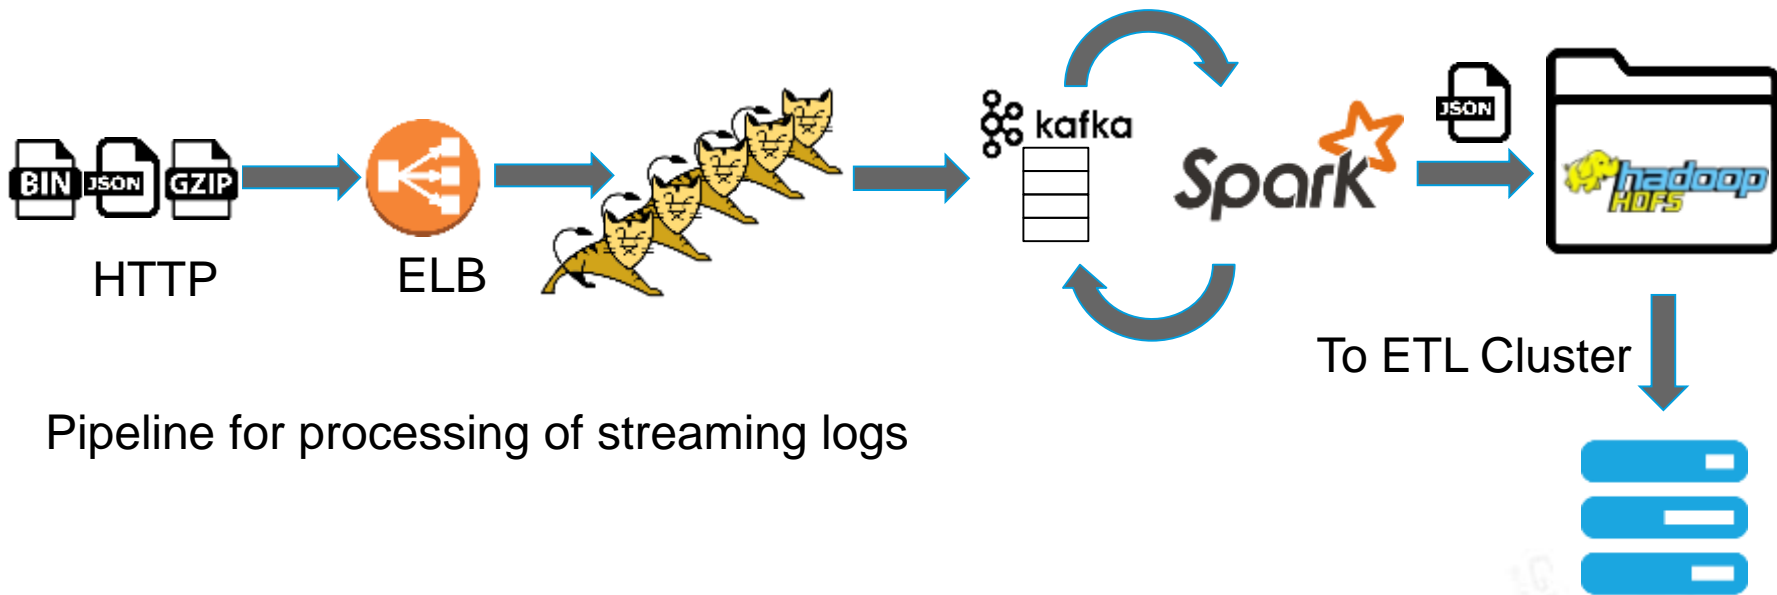 BIN JSON GZIP
HTTP
ELB
kafka
Spark
JSON
hadoop
HDFS
To ETL Cluster
Pipeline for processing of streaming logs